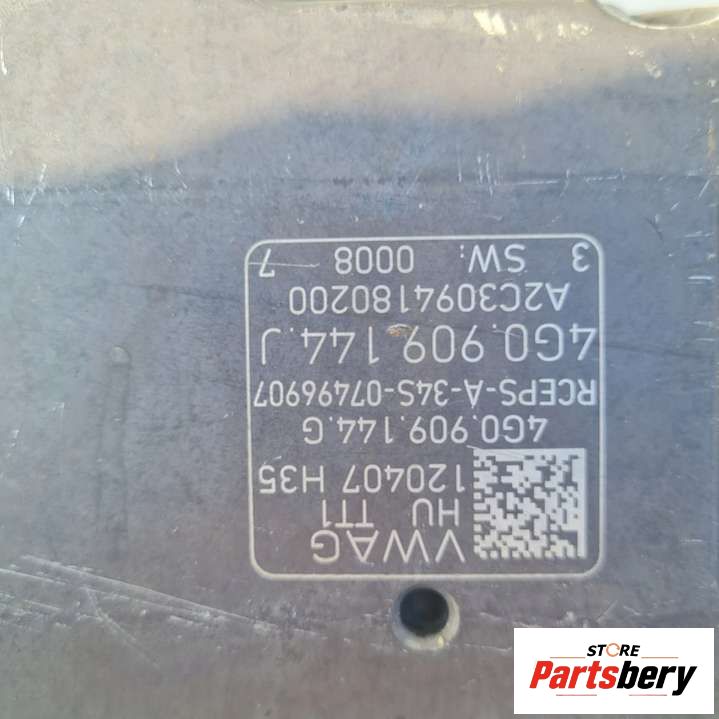 VWAG
HU TT1
120407 H35
4G0.909.144.G
RCEPS-A-34S-07496907
4G0.909.144.J
A2C3094180200
3 SW: 0008 7
STORE
Partsbery